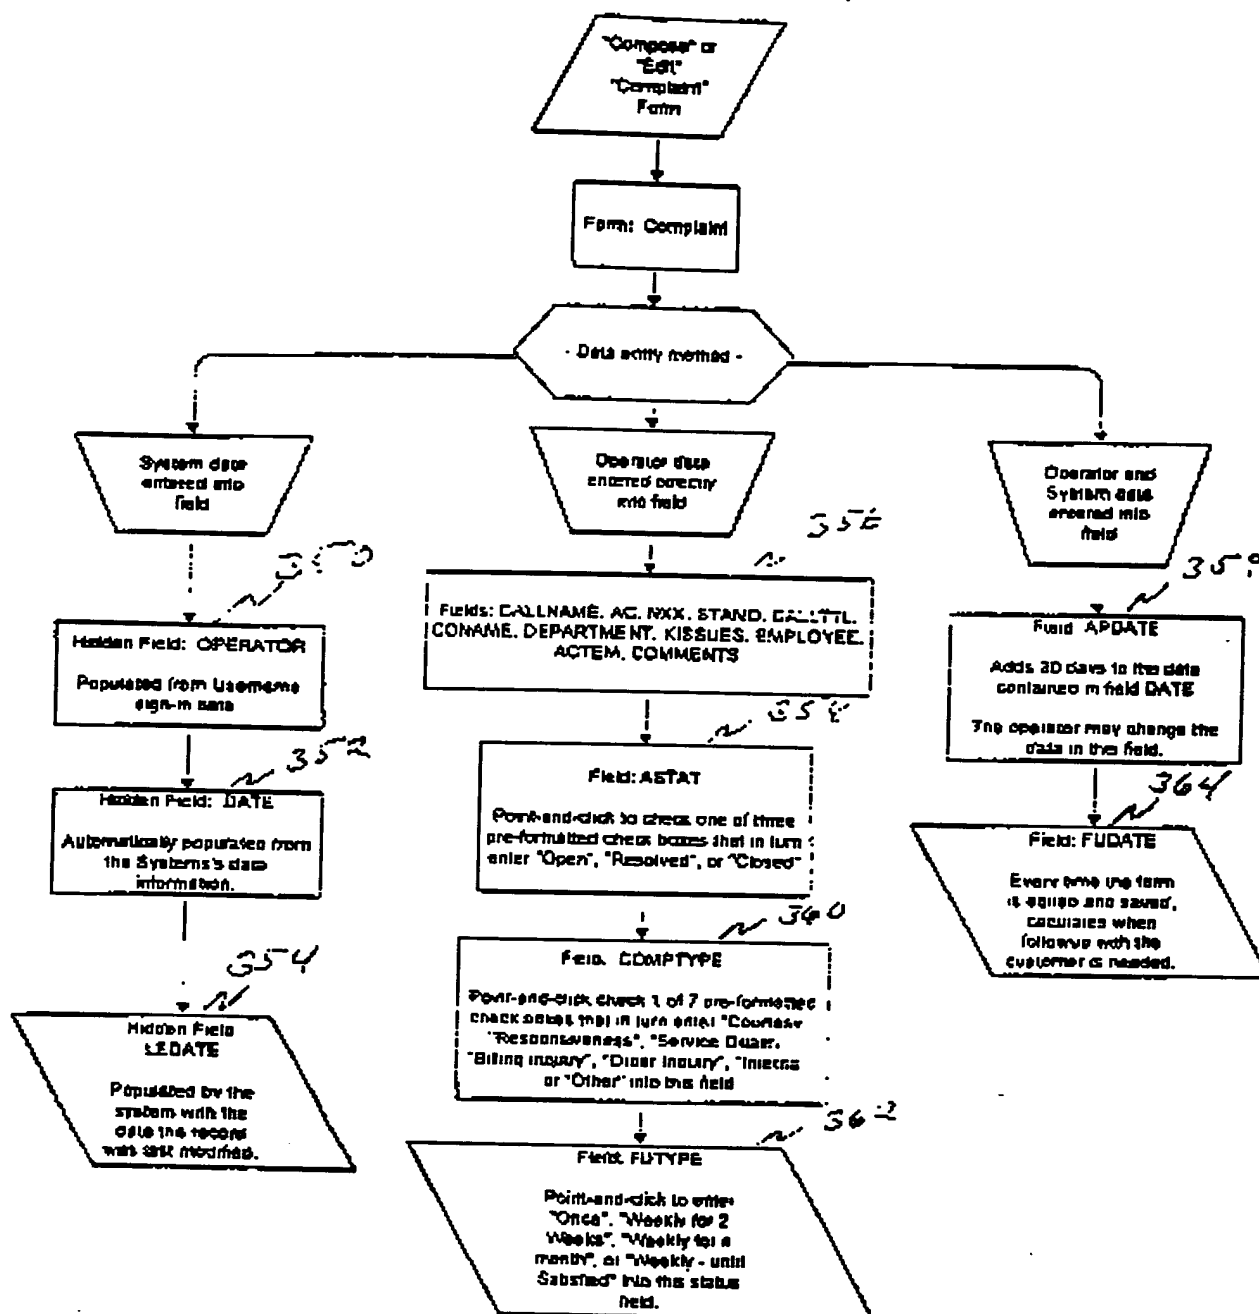 "Compose" or
"Edit"
"Complaint"
Form
Form: Complaint
- Data entity method -
System data
entered into
field
Operator data
entered directly
into field
Operator and
System data
entered into
field
Hidden Field: OPERATOR
Populated from Username
sign-in data
352
Hidden Field: DATE
Automatically populated from
the Systems's date
information.
354
Hidden Field
LEDATE
Populated by the
system with the
date the record
was last modified.
Fields: CALLNAME, AC, NXX, STAND, CALLTTL,
CONAME, DEPARTMENT, KISSUES, EMPLOYEE,
ACTEM, COMMENTS
Field: ASTAT
Point-and-click to check one of three
pre-formatted check boxes that in turn
enter "Open", "Resolved", or "Closed"
360
Field: COMPTYPE
Point-and-click check 1 of 7 pre-formatted
check boxes that in turn enter "Courtesy
"Responsiveness", "Service
"Billing Inquiry", "Order Inquiry",
or "Other" into this field
362
Field: FUTYPE
Point-and-click to enter
"Once", "Weekly for 2
Weeks", "Weekly for a
month", or "Weekly - until
Satisfied" into this status
field.
Field APDATE
Adds 30 days to the date
contained in field DATE
The operator may change the
data in this field.
364
Field: FUDATE
Every time the form
is edited and saved,
calculates when
followup with the
customer is needed.